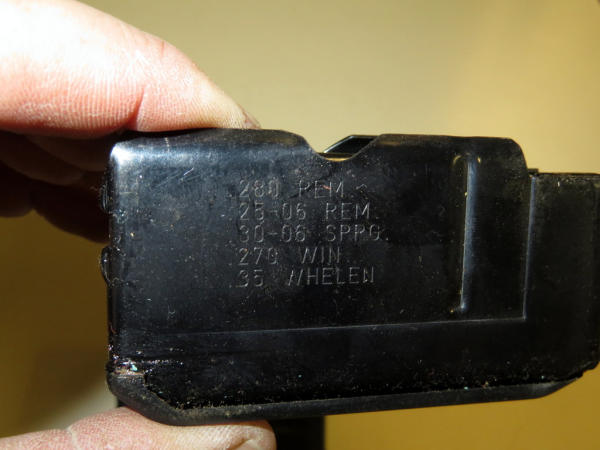 280 REM
25-06 REM
30-06 SPRG
270 WIN
35 WHELEN